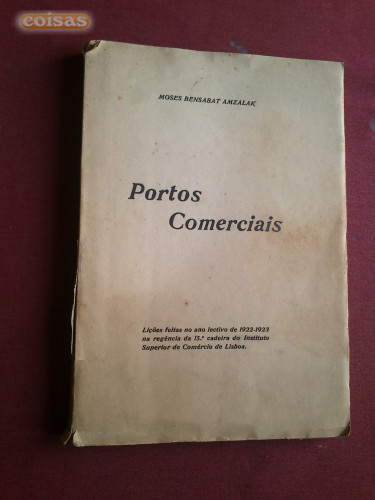 coisas
MOSES BENSABAT AMZALAK
Portos
Comerciais
Lições feitas no ano lectivo de 1922-1923
na regência da 15.ª cadeira do Instituto
Superior de Comércio de Lisboa.